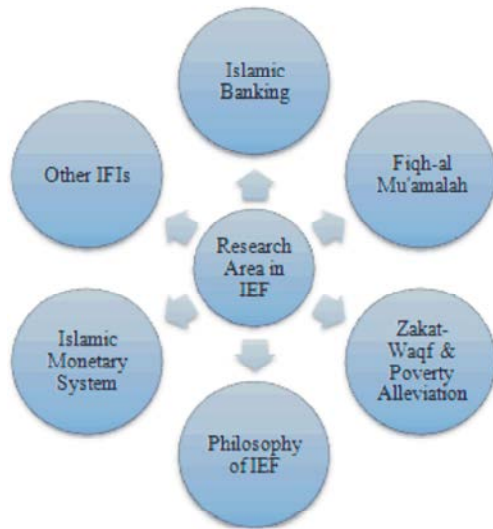 Islamic
Banking
Other IFIs
Fiqh-al
Mu'amalah
Research
Area in
IEF
Islamic
Monetary
System
Zakat-
Waqf &
Poverty
Alleviation
Philosophy
of IEF